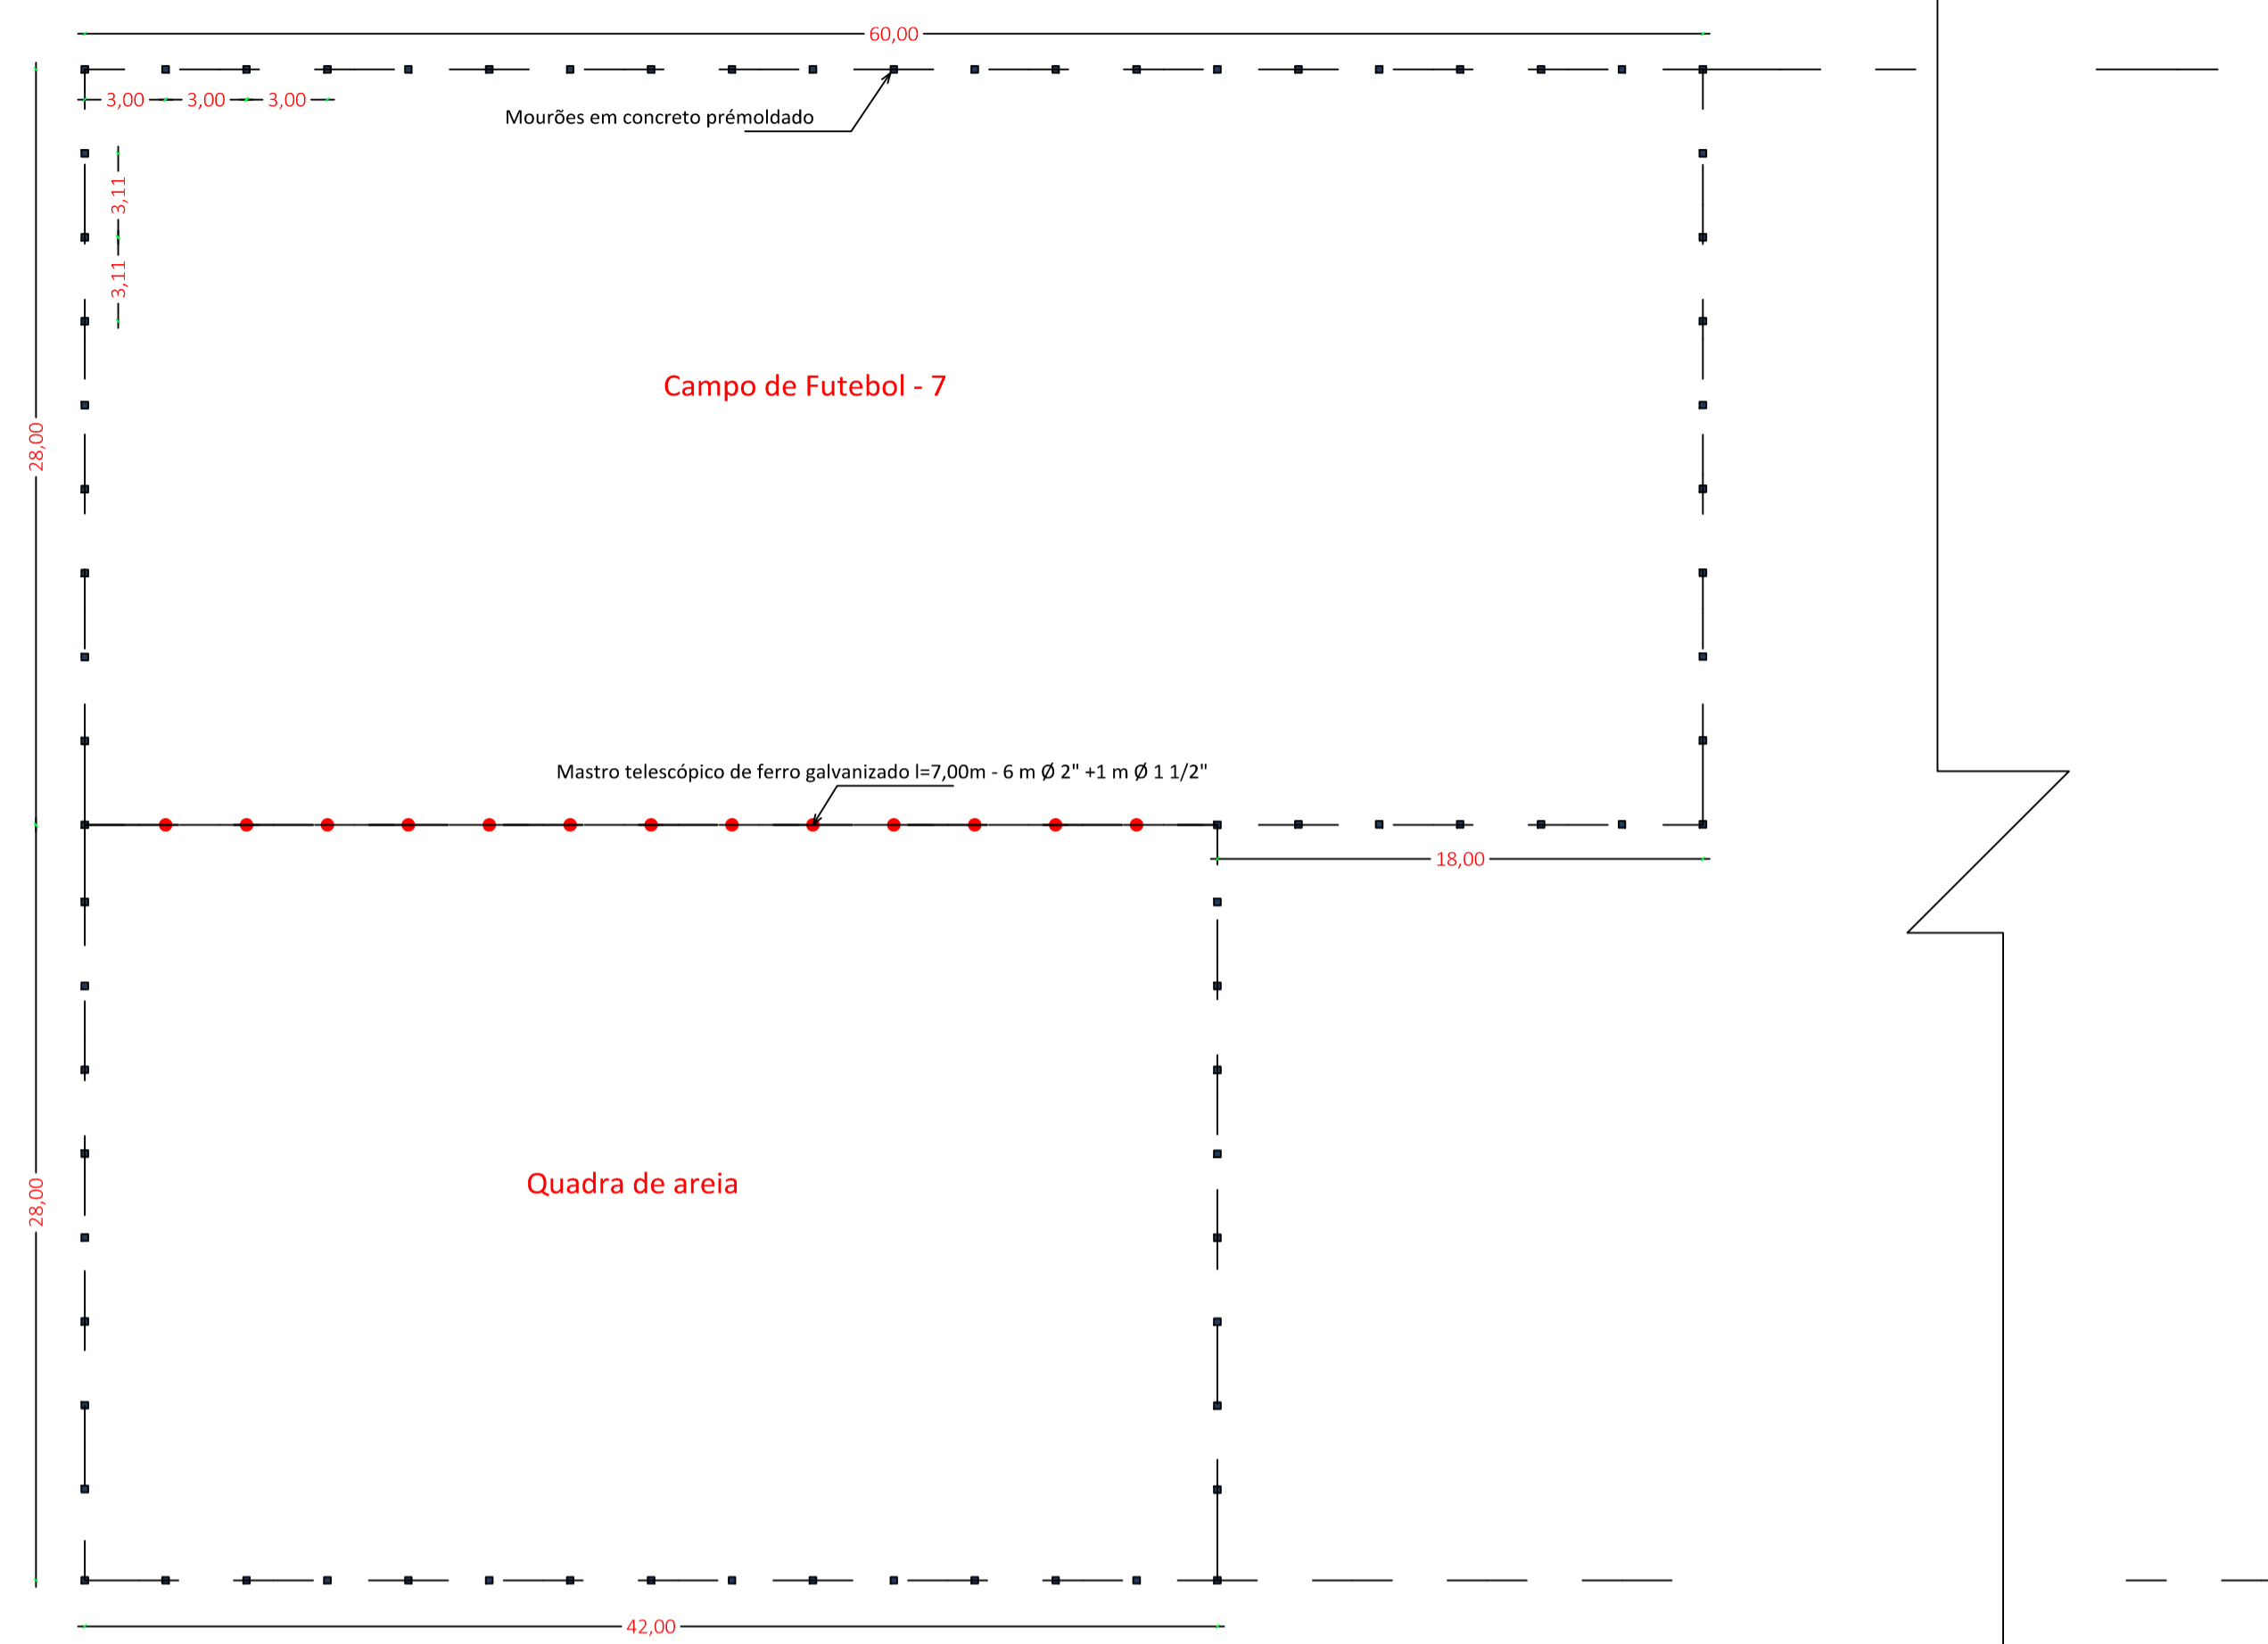 60,00
3,00
3,00
3,00
Mourões em concreto prémoldado
3,11
3,11
Campo de Futebol - 7
28,00
Mastro telescópico de ferro galvanizado l=7,00m - 6 m Ø 2" +1 m Ø 1 1/2"
18,00
Quadra de areia
28,00
42,00